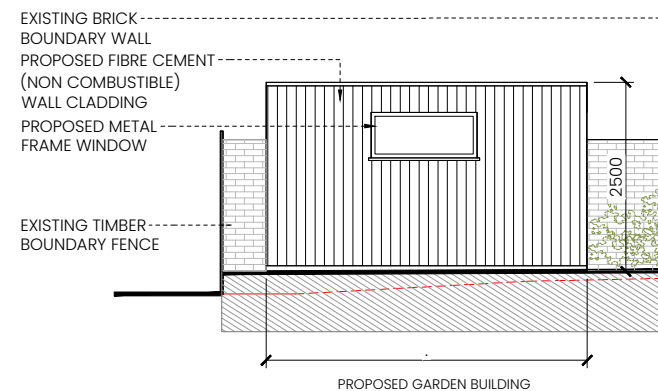 EXISTING BRICK
BOUNDARY WALL
PROPOSED FIBRE CEMENT
(NON COMBUSTIBLE)
WALL CLADDING
PROPOSED METAL
FRAME WINDOW
EXISTING TIMBER
BOUNDARY FENCE
2500
PROPOSED GARDEN BUILDING